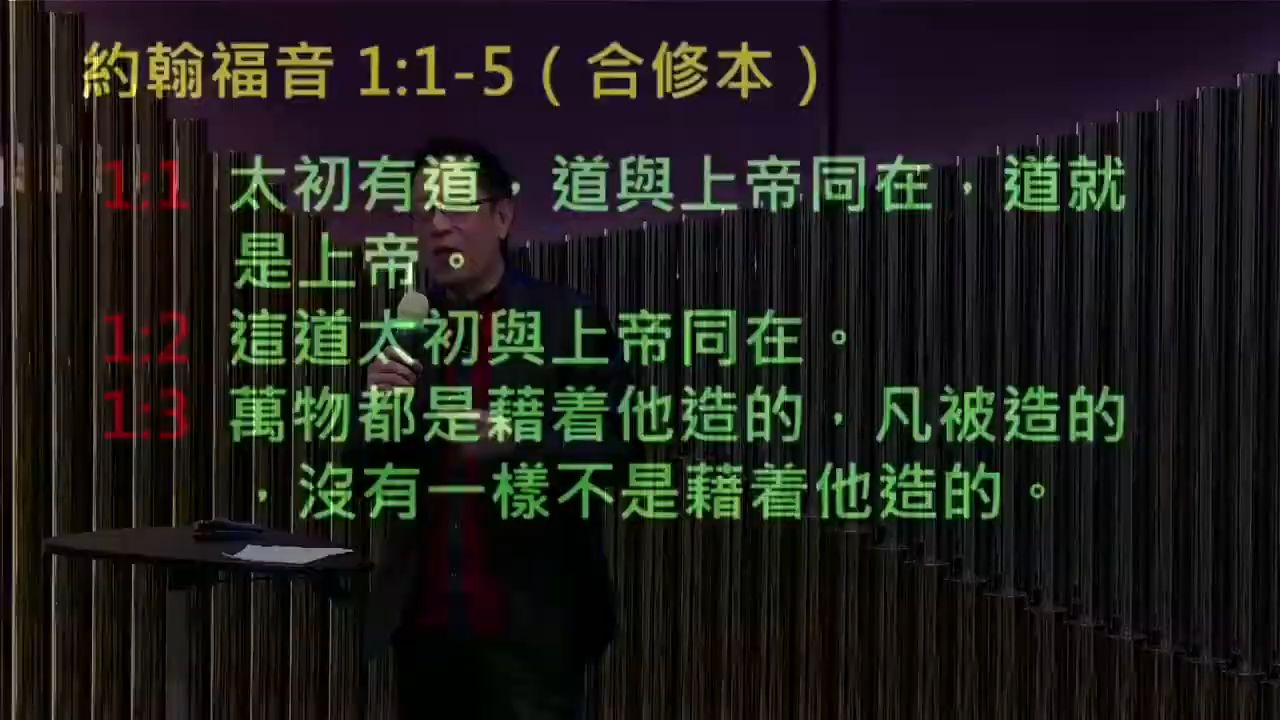 約翰福音 1:1-5（合修本）
1:1 太初有道，道與上帝同在，道就
是上帝。
1:2 這道太初與上帝同在。
1:3 萬物都是藉着他造的，凡被造的
，沒有一樣不是藉着他造的。